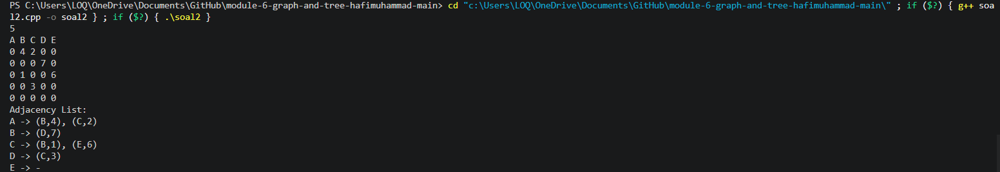 PS C:\Users\LOQ\OneDrive\Documents\GitHub\module-6-graph-and-tree-hafimuhammad-main> cd "c:\Users\LOQ\OneDrive\Documents\GitHub\module-6-graph-and-tree-hafimuhammad-main\" ; if ($?) { g++ soa
l2.cpp -o soal2 } ; if ($?) { .\soal2 }
5
A B C D E
0 4 2 0 0
0 0 0 7 0
0 1 0 0 6
0 0 3 0 0
0 0 0 0 0
Adjacency List:
A -> (B,4), (C,2)
B -> (D,7)
C -> (B,1), (E,6)
D -> (C,3)
E -> -